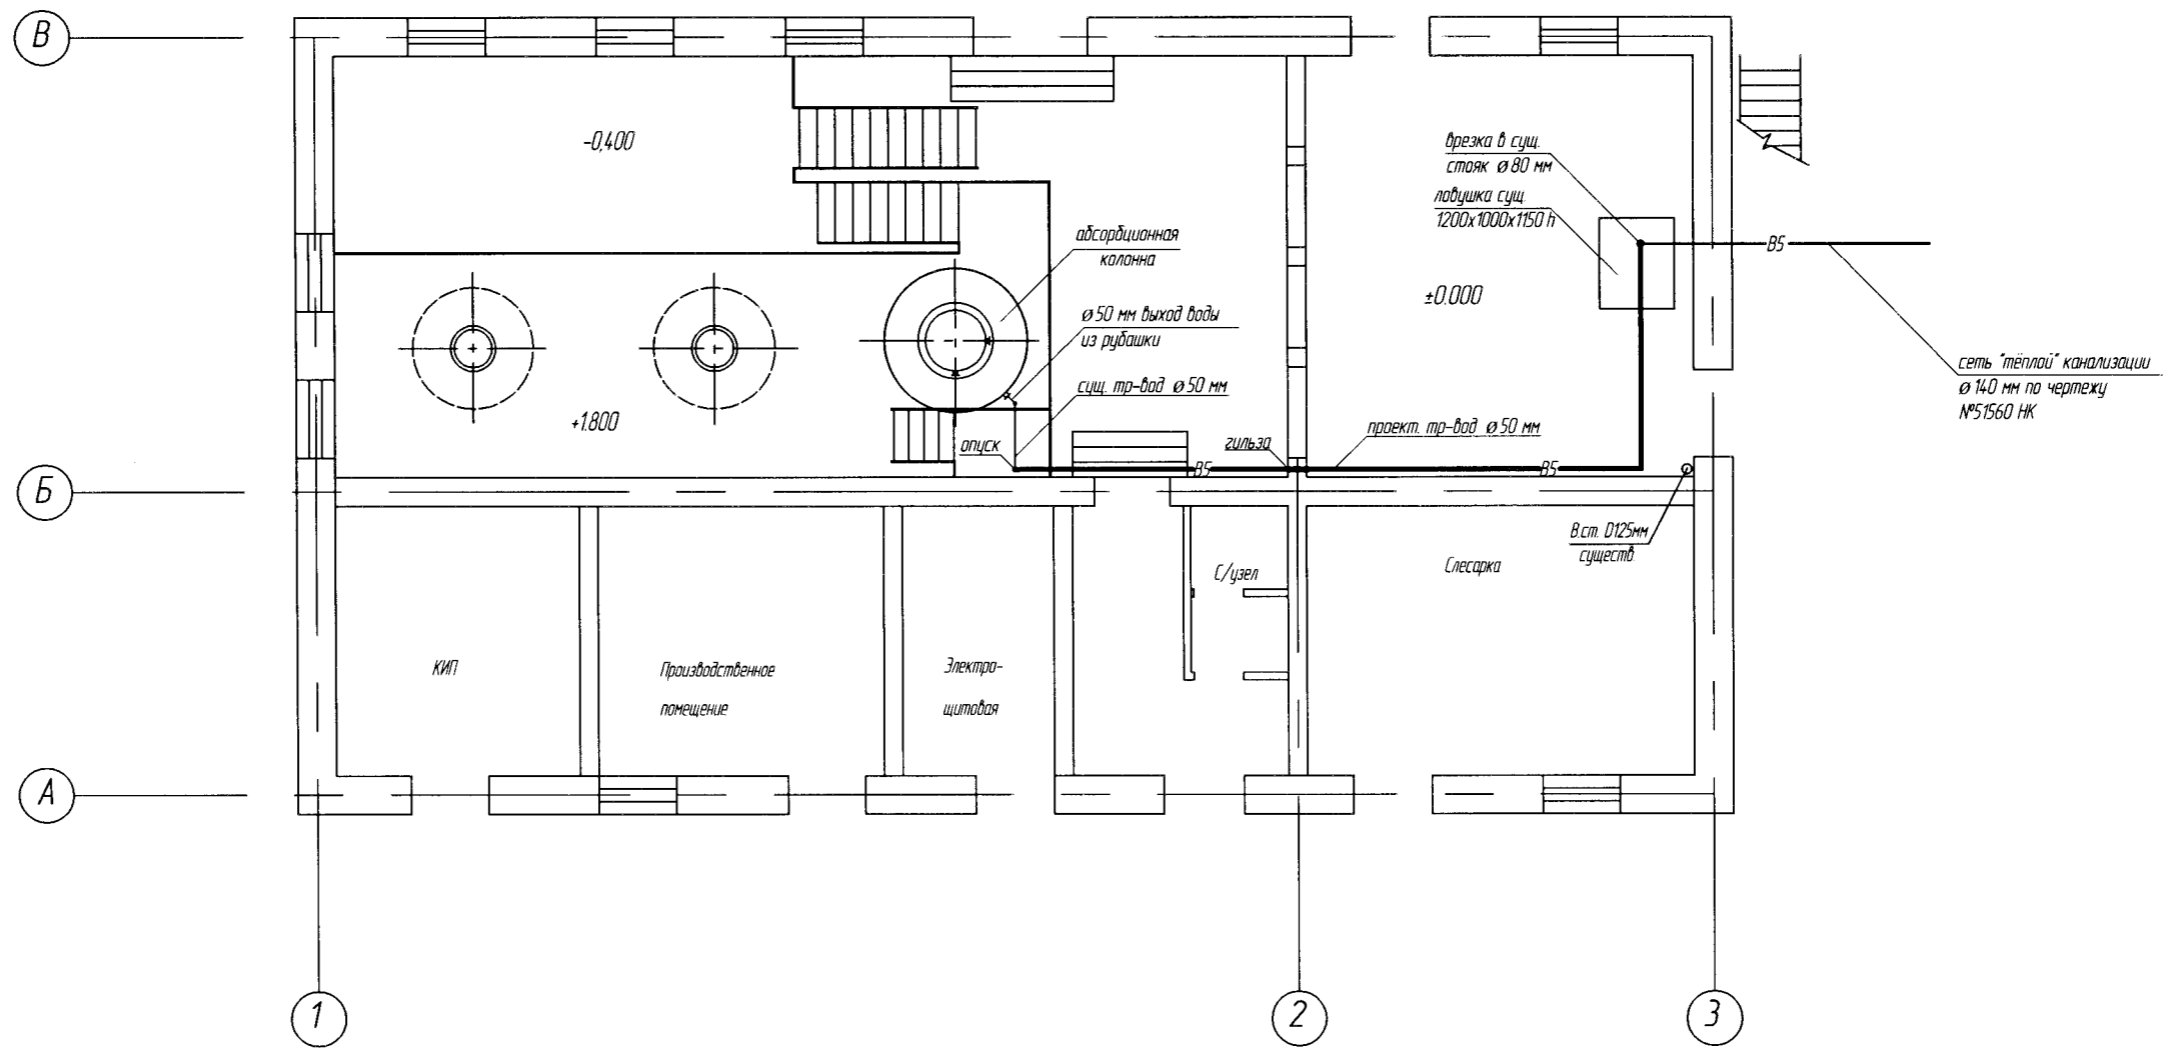 В
-0,400
врезка в сущ.
стояк ø 80 мм
ловушка сущ.
1200х1000х1150 h
абсорбционная
колонна
В5
±0.000
ø 50 мм выход воды
из рубашки
сущ. тр-вод ø 50 мм
сеть "тёплой" канализации
ø 140 мм по чертежу
№51560 НК
+1.800
опуск
гильза
проект. тр-вод ø 50 мм
В5
В5
Б
В.ст. D125мм
существ.
С/узел
Слесарка
КИП
Производственное
помещение
Электро-
щитовая
А
1
2
3